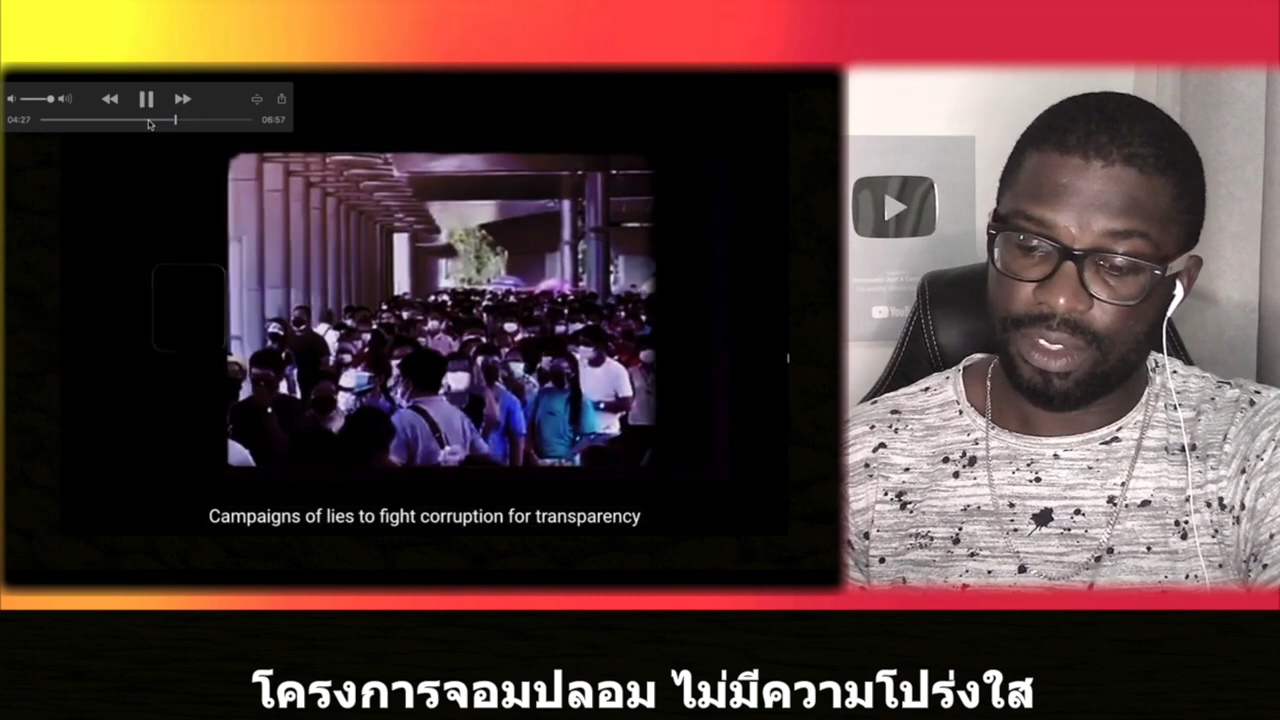 04:27
06:57
Campaigns of lies to fight corruption for transparency
โครงการจอมปลอม ไม่มีความโปร่งใส